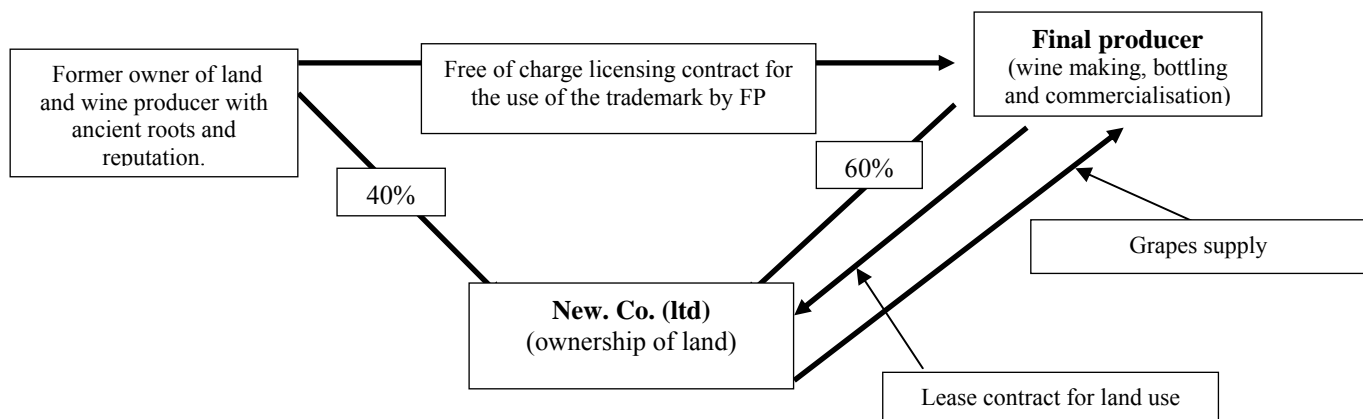 Former owner of land
and wine producer with
ancient roots and
reputation.
Free of charge licensing contract for
the use of the trademark by FP
Final producer
(wine making, bottling
and commercialisation)
40%
60%
Grapes supply
New. Co. (ltd)
(ownership of land)
Lease contract for land use